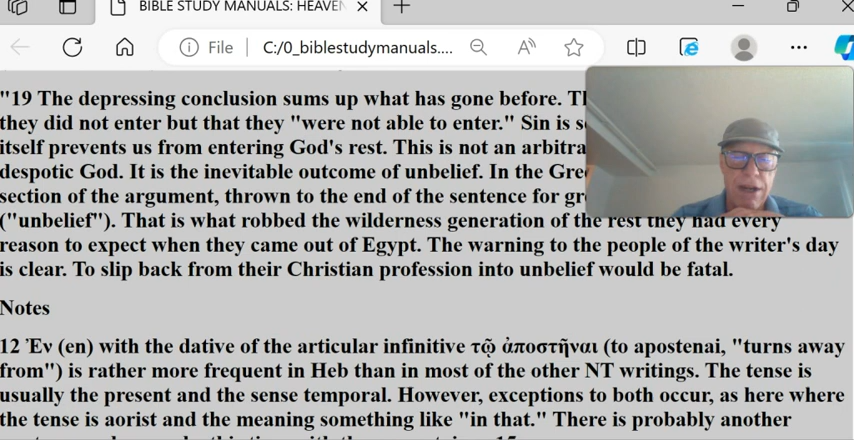 BIBLE STUDY MANUALS: HEAVEN
File
C:/0_biblestudymanuals....
"19 The depressing conclusion sums up what has gone before.
they did not enter but that they "were not able to enter." Sin is
itself prevents us from entering God's rest. This is not an
despotic God. It is the inevitable outcome of unbelief. In the
section of the argument, thrown to the end of the sentence for
("unbelief"). That is what robbed the wilderness generation of the rest they had every
reason to expect when they came out of Egypt. The warning to the people of the writer's day
is clear. To slip back from their Christian profession into unbelief would be fatal.
Notes
12 Ἐν (en) with the dative of the articular infinitive τῷ ἀποστῆναι (to apostenai, "turns away
from") is rather more frequent in Heb than in most of the other NT writings. The tense is
usually the present and the sense temporal. However, exceptions to both occur, as here where
the tense is aorist and the meaning something like "in that." There is probably another